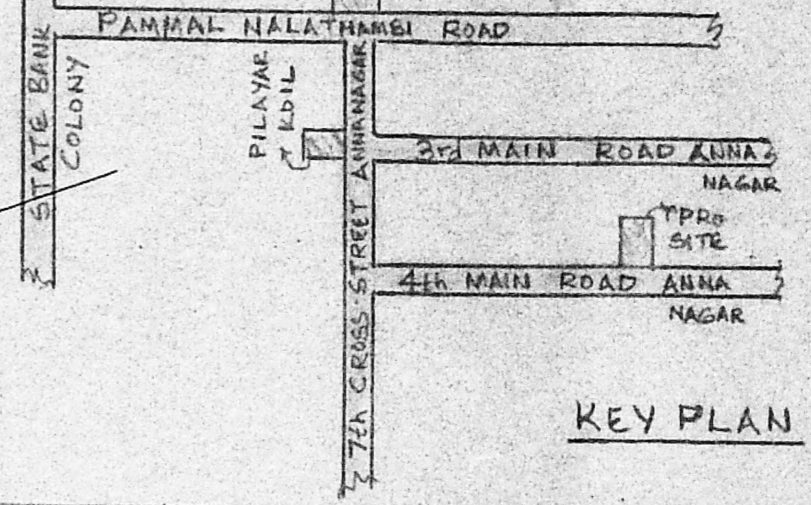 PAMMAL NALATHAMBI ROAD
STATE BANK
COLONY
PILAYAR
KOIL
7th CROSS STREET ANNANAGAR
3rd MAIN ROAD ANNA
NAGAR
PRO
SITE
4th MAIN ROAD ANNA
NAGAR
KEY PLAN